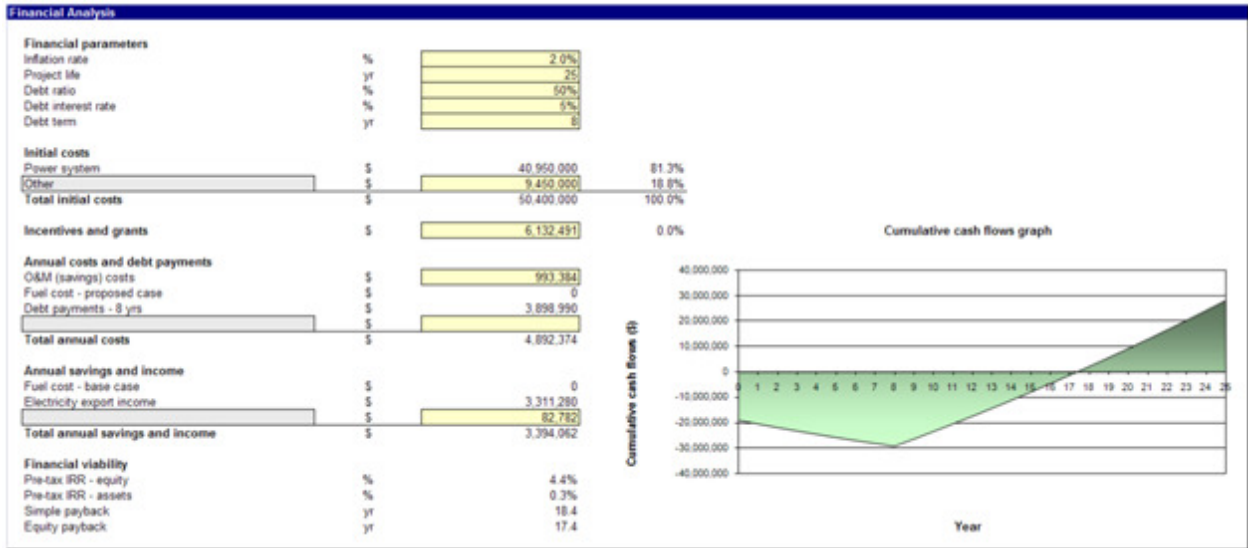 Financial Analysis
Financial parameters
Inflation rate % 2.0%
Project life yr 25
Debt ratio % 50%
Debt interest rate % 5%
Debt term yr 8
Initial costs
Power system $ 40,950,000 81.3%
Other $ 9,450,000 18.8%
Total initial costs $ 50,400,000 100.0%
Incentives and grants $ 6,132,491 0.0%
Annual costs and debt payments
O&M (savings) costs $ 993,384
Fuel cost - proposed case $ 0
Debt payments - 8 yrs $ 3,898,990
$
Total annual costs $ 4,892,374
Annual savings and income
Fuel cost - base case $ 0
Electricity export income $ 3,311,280
$ 82,782
Total annual savings and income $ 3,394,062
Financial viability
Pre-tax IRR - equity % 4.4%
Pre-tax IRR - assets % 0.3%
Simple payback yr 18.4
Equity payback yr 17.4
Cumulative cash flows graph
Cumulative cash flows ($)
40,000,000
30,000,000
20,000,000
10,000,000
0
-10,000,000
-20,000,000
-30,000,000
-40,000,000
0 1 2 3 4 5 6 7 8 9 10 11 12 13 14 15 16 17 18 19 20 21 22 23 24 25
Year